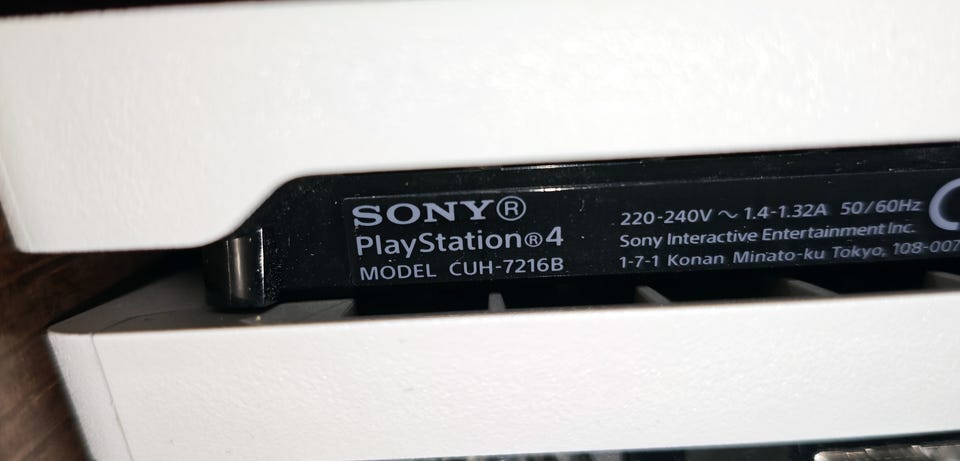 SONY®
PlayStation®4
MODEL CUH-7216B
220-240V ~ 1.4-1.32A 50/60Hz
Sony Interactive Entertainment Inc.
1-7-1 Konan Minato-ku Tokyo, 108-007